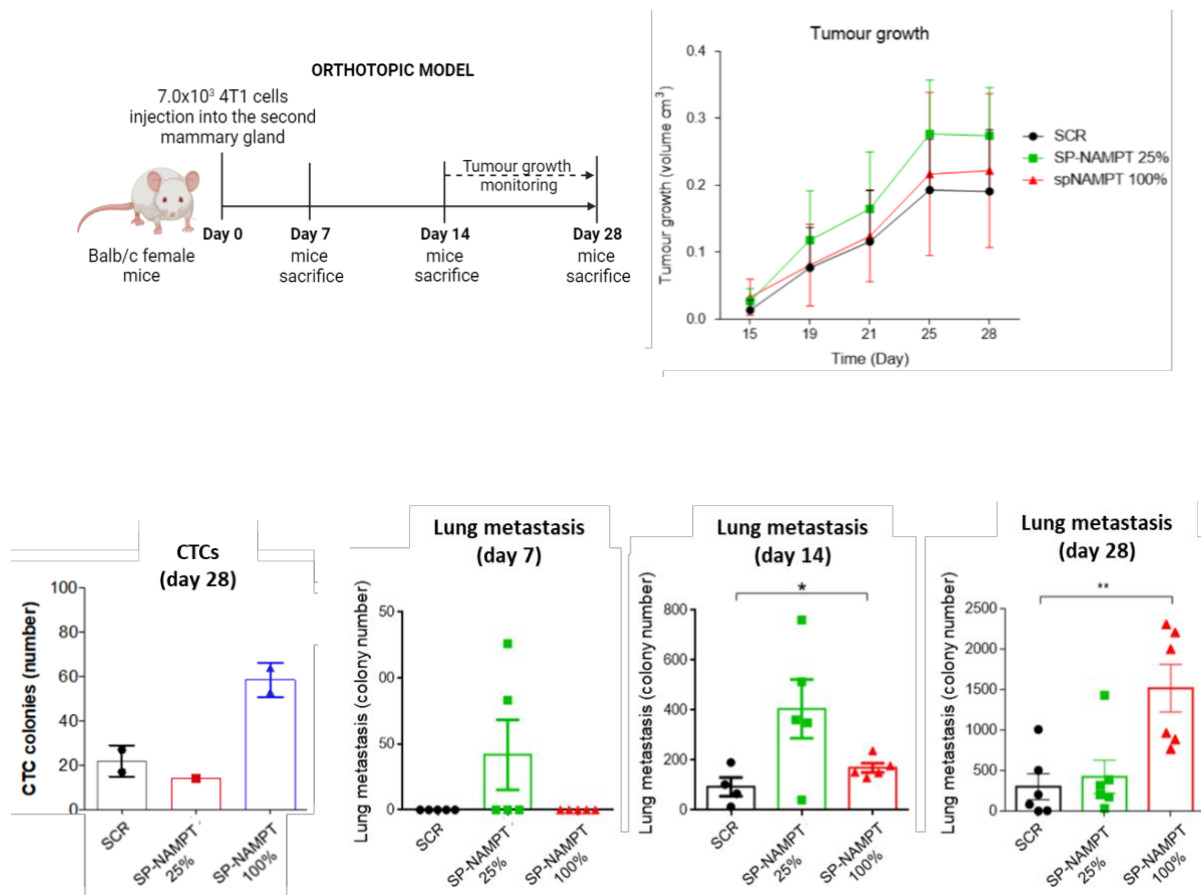 ORTHOTOPIC MODEL
7.0x10³ 4T1 cells
injection into the second
mammary gland
Tumour growth
monitoring
Day 0
Day 7
mice
sacrifice
Day 14
mice
sacrifice
Day 28
mice
sacrifice
Balb/c female
mice
Tumour growth
Tumour growth (volume cm³)
0.4
0.3
0.2
0.1
0.0
15
19
21
25
28
Time (Day)
SCR
SP-NAMPT 25%
spNAMPT 100%
CTCs
(day 28)
CTC colonies (number)
100
80
60
40
20
0
SCR
SP-NAMPT
25%
SP-NAMPT
100%
Lung metastasis
(day 7)
Lung metastasis (colony number)
50
00
50
0
SCR
SP-NAMPT
25%
SP-NAMPT
100%
Lung metastasis
(day 14)
Lung metastasis (colony number)
800
600
400
200
0
*
SCR
SP-NAMPT
25%
SP-NAMPT
100%
Lung metastasis
(day 28)
Lung metastasis (colony number)
2500
2000
1500
1000
500
0
**
SCR
SP-NAMPT
25%
SP-NAMPT
100%